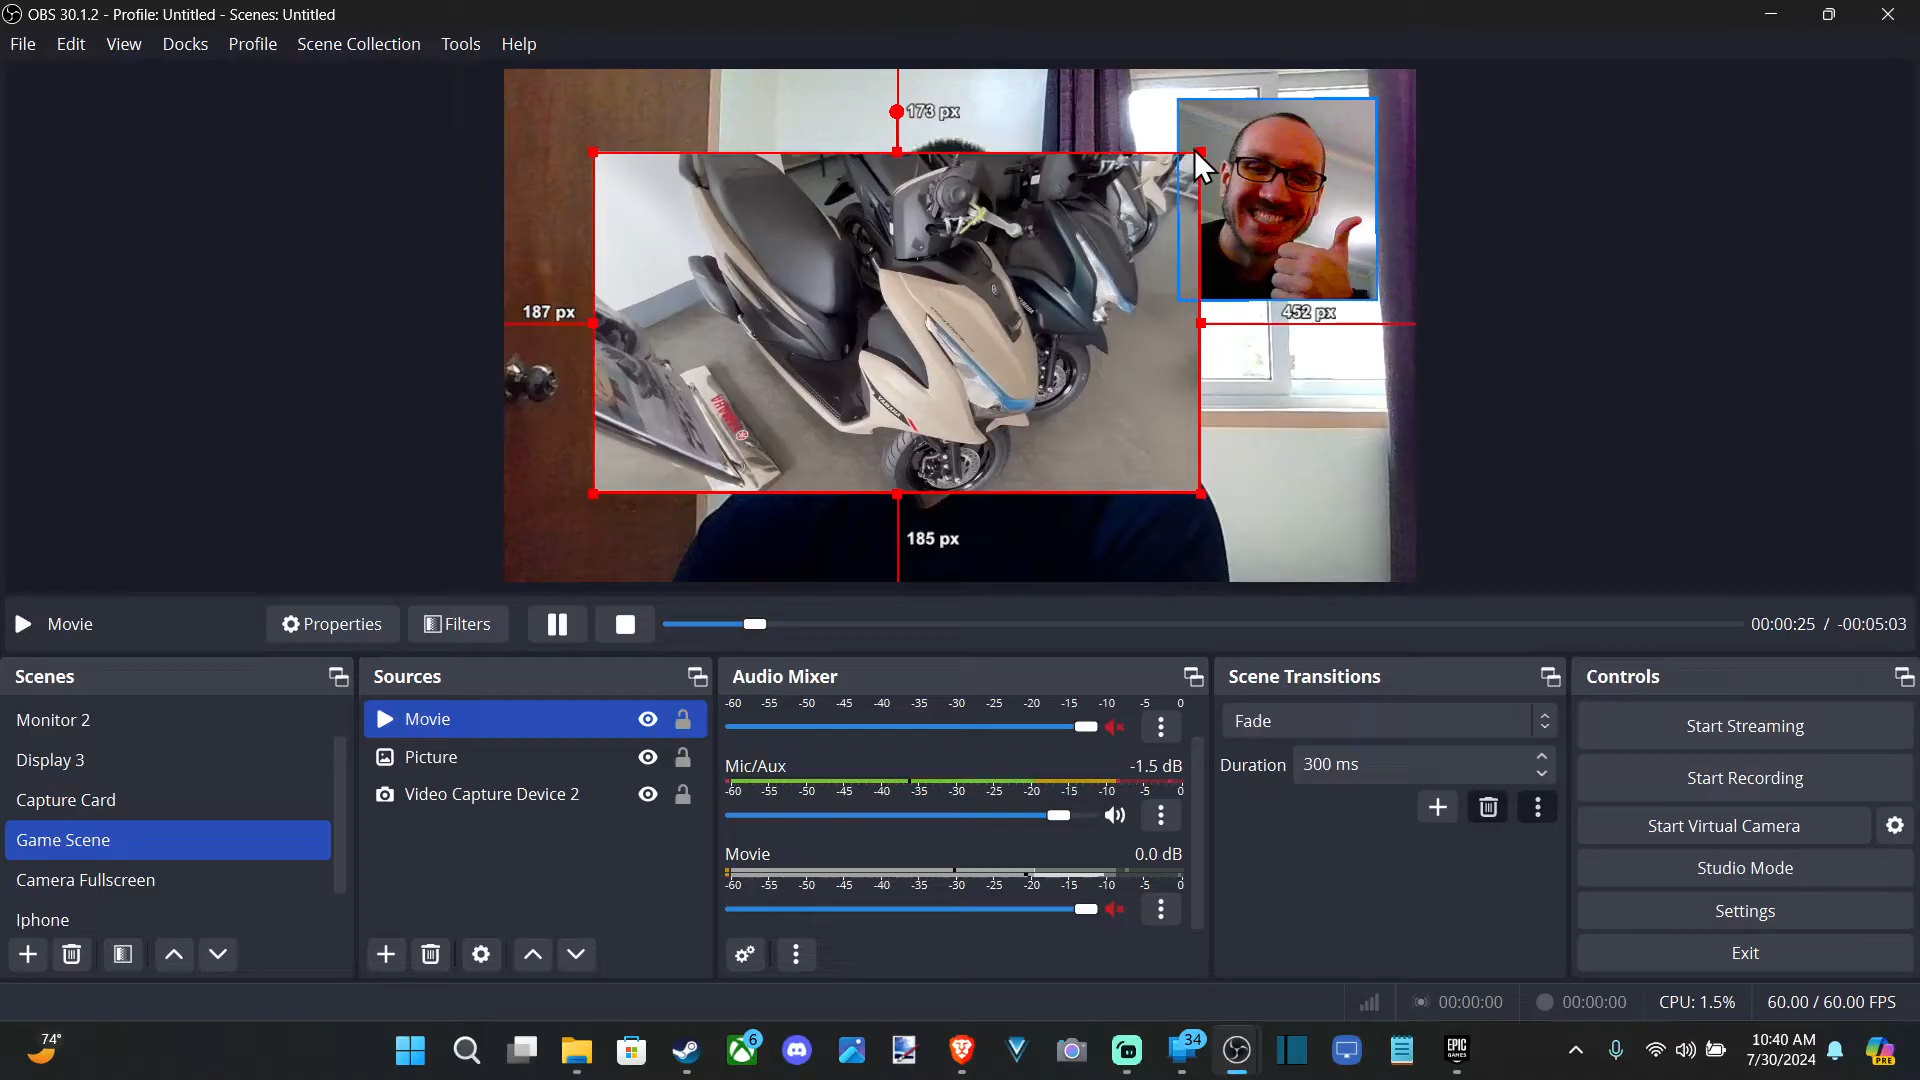 OBS 30.1.2 - Profile: Untitled - Scenes: Untitled
File Edit View Docks Profile Scene Collection Tools Help
173 px
187 px
452 px
185 px
YAMAHA
Movie Properties Filters 00:00:25 / -00:05:03
Scenes
Monitor 2
Display 3
Capture Card
Game Scene
Camera Fullscreen
Iphone
Sources
Movie
Picture
Video Capture Device 2
Audio Mixer
-60 -55 -50 -45 -40 -35 -30 -25 -20 -15 -10 -5 0
Mic/Aux -1.5 dB
-60 -55 -50 -45 -40 -35 -30 -25 -20 -15 -10 -5 0
Movie 0.0 dB
-60 -55 -50 -45 -40 -35 -30 -25 -20 -15 -10 -5 0
Scene Transitions
Fade
Duration 300 ms
Controls
Start Streaming
Start Recording
Start Virtual Camera
Studio Mode
Settings
Exit
00:00:00 00:00:00 CPU: 1.5% 60.00 / 60.00 FPS
74°
6
34
EPIC
GAMES
10:40 AM
7/30/2024
PRE